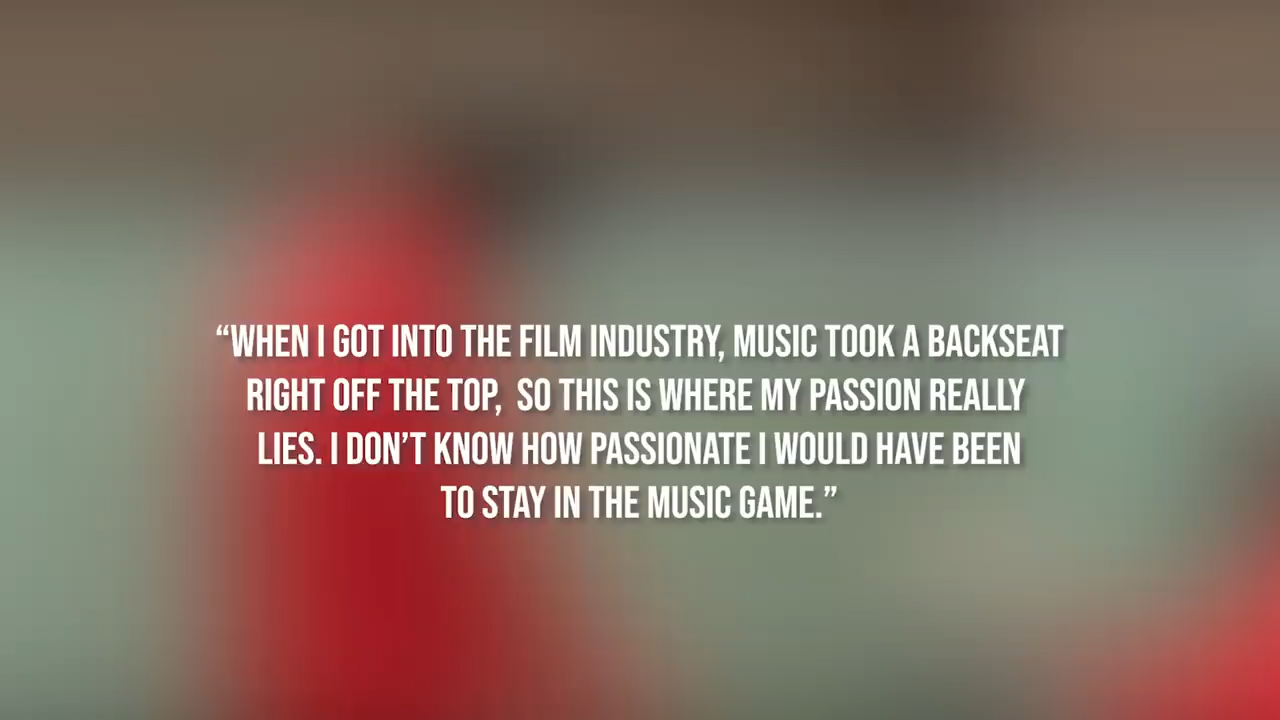 “WHEN I GOT INTO THE FILM INDUSTRY, MUSIC TOOK A BACKSEAT
RIGHT OFF THE TOP,  SO THIS IS WHERE MY PASSION REALLY
LIES. I DON’T KNOW HOW PASSIONATE I WOULD HAVE BEEN
TO STAY IN THE MUSIC GAME.”